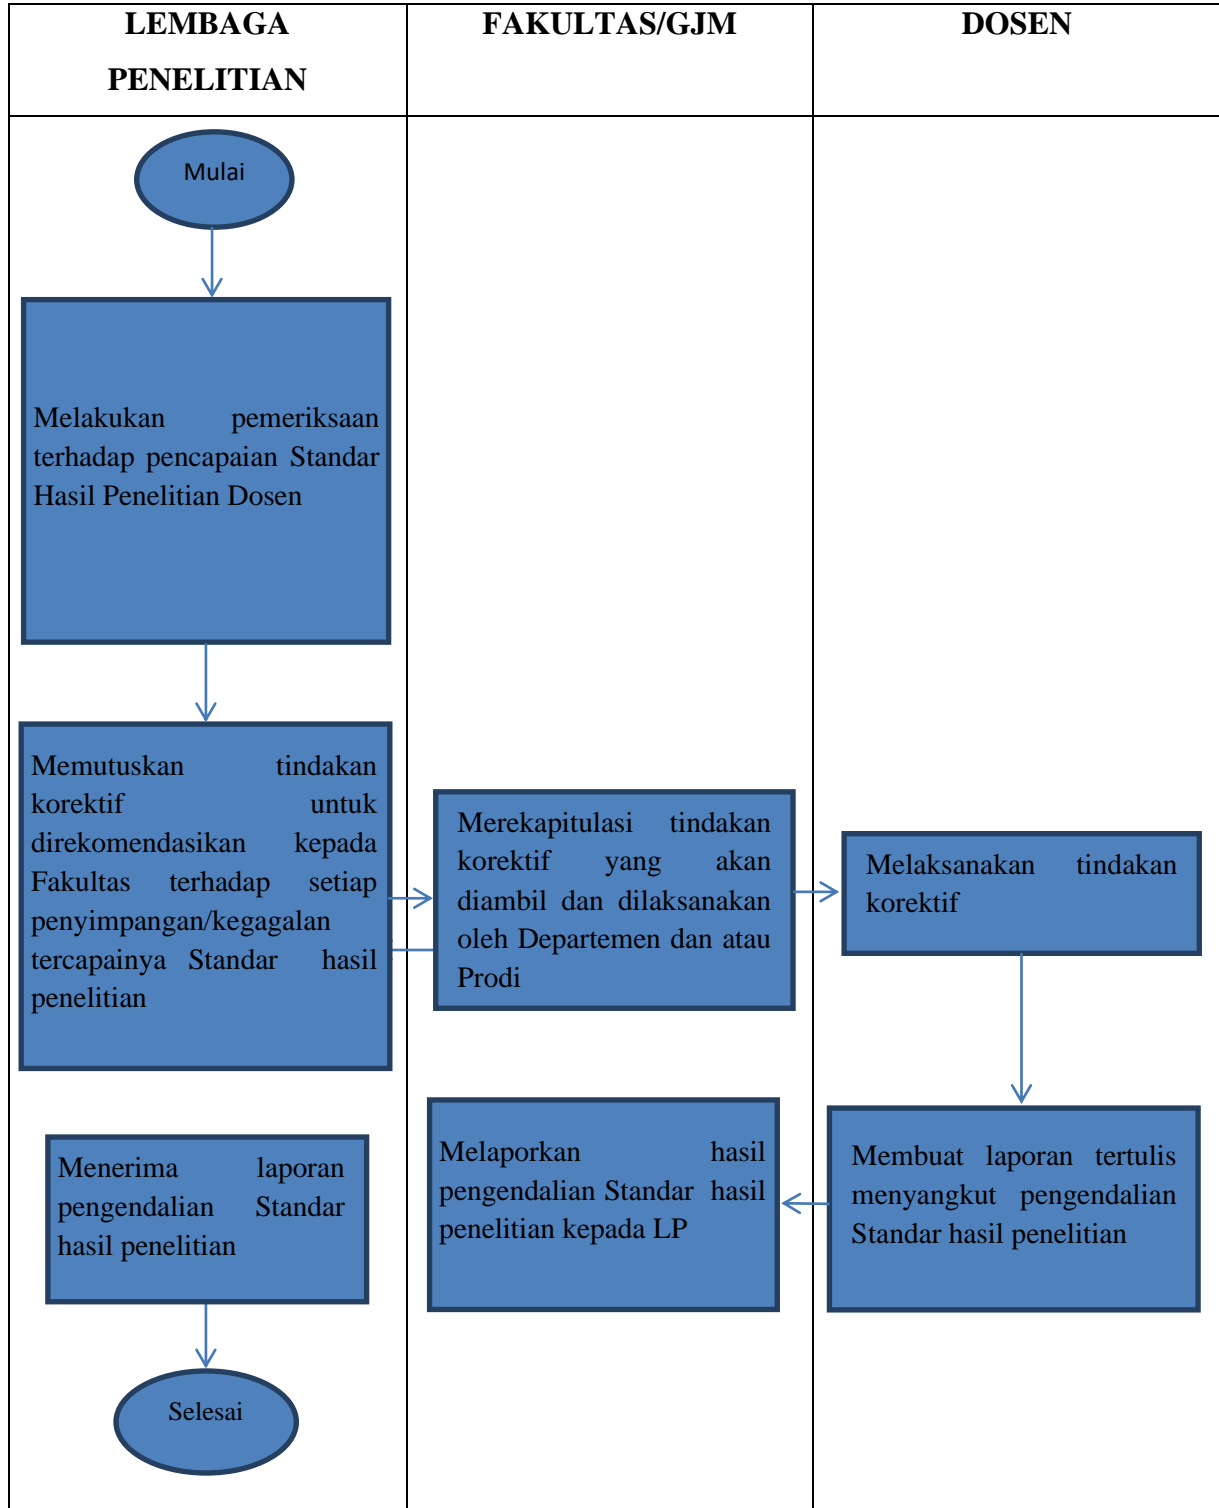 LEMBAGA
PENELITIAN
FAKULTAS/GJM
DOSEN
Mulai
Melakukan pemeriksaan
terhadap pencapaian Standar
Hasil Penelitian Dosen
Memutuskan tindakan
korektif untuk
direkomendasikan kepada
Fakultas terhadap setiap
penyimpangan/kegagalan
tercapainya Standar hasil
penelitian
Merekapitulasi tindakan
korektif yang akan
diambil dan dilaksanakan
oleh Departemen dan atau
Prodi
Melaksanakan tindakan
korektif
Menerima laporan
pengendalian Standar
hasil penelitian
Melaporkan hasil
pengendalian Standar hasil
penelitian kepada LP
Membuat laporan tertulis
menyangkut pengendalian
Standar hasil penelitian
Selesai